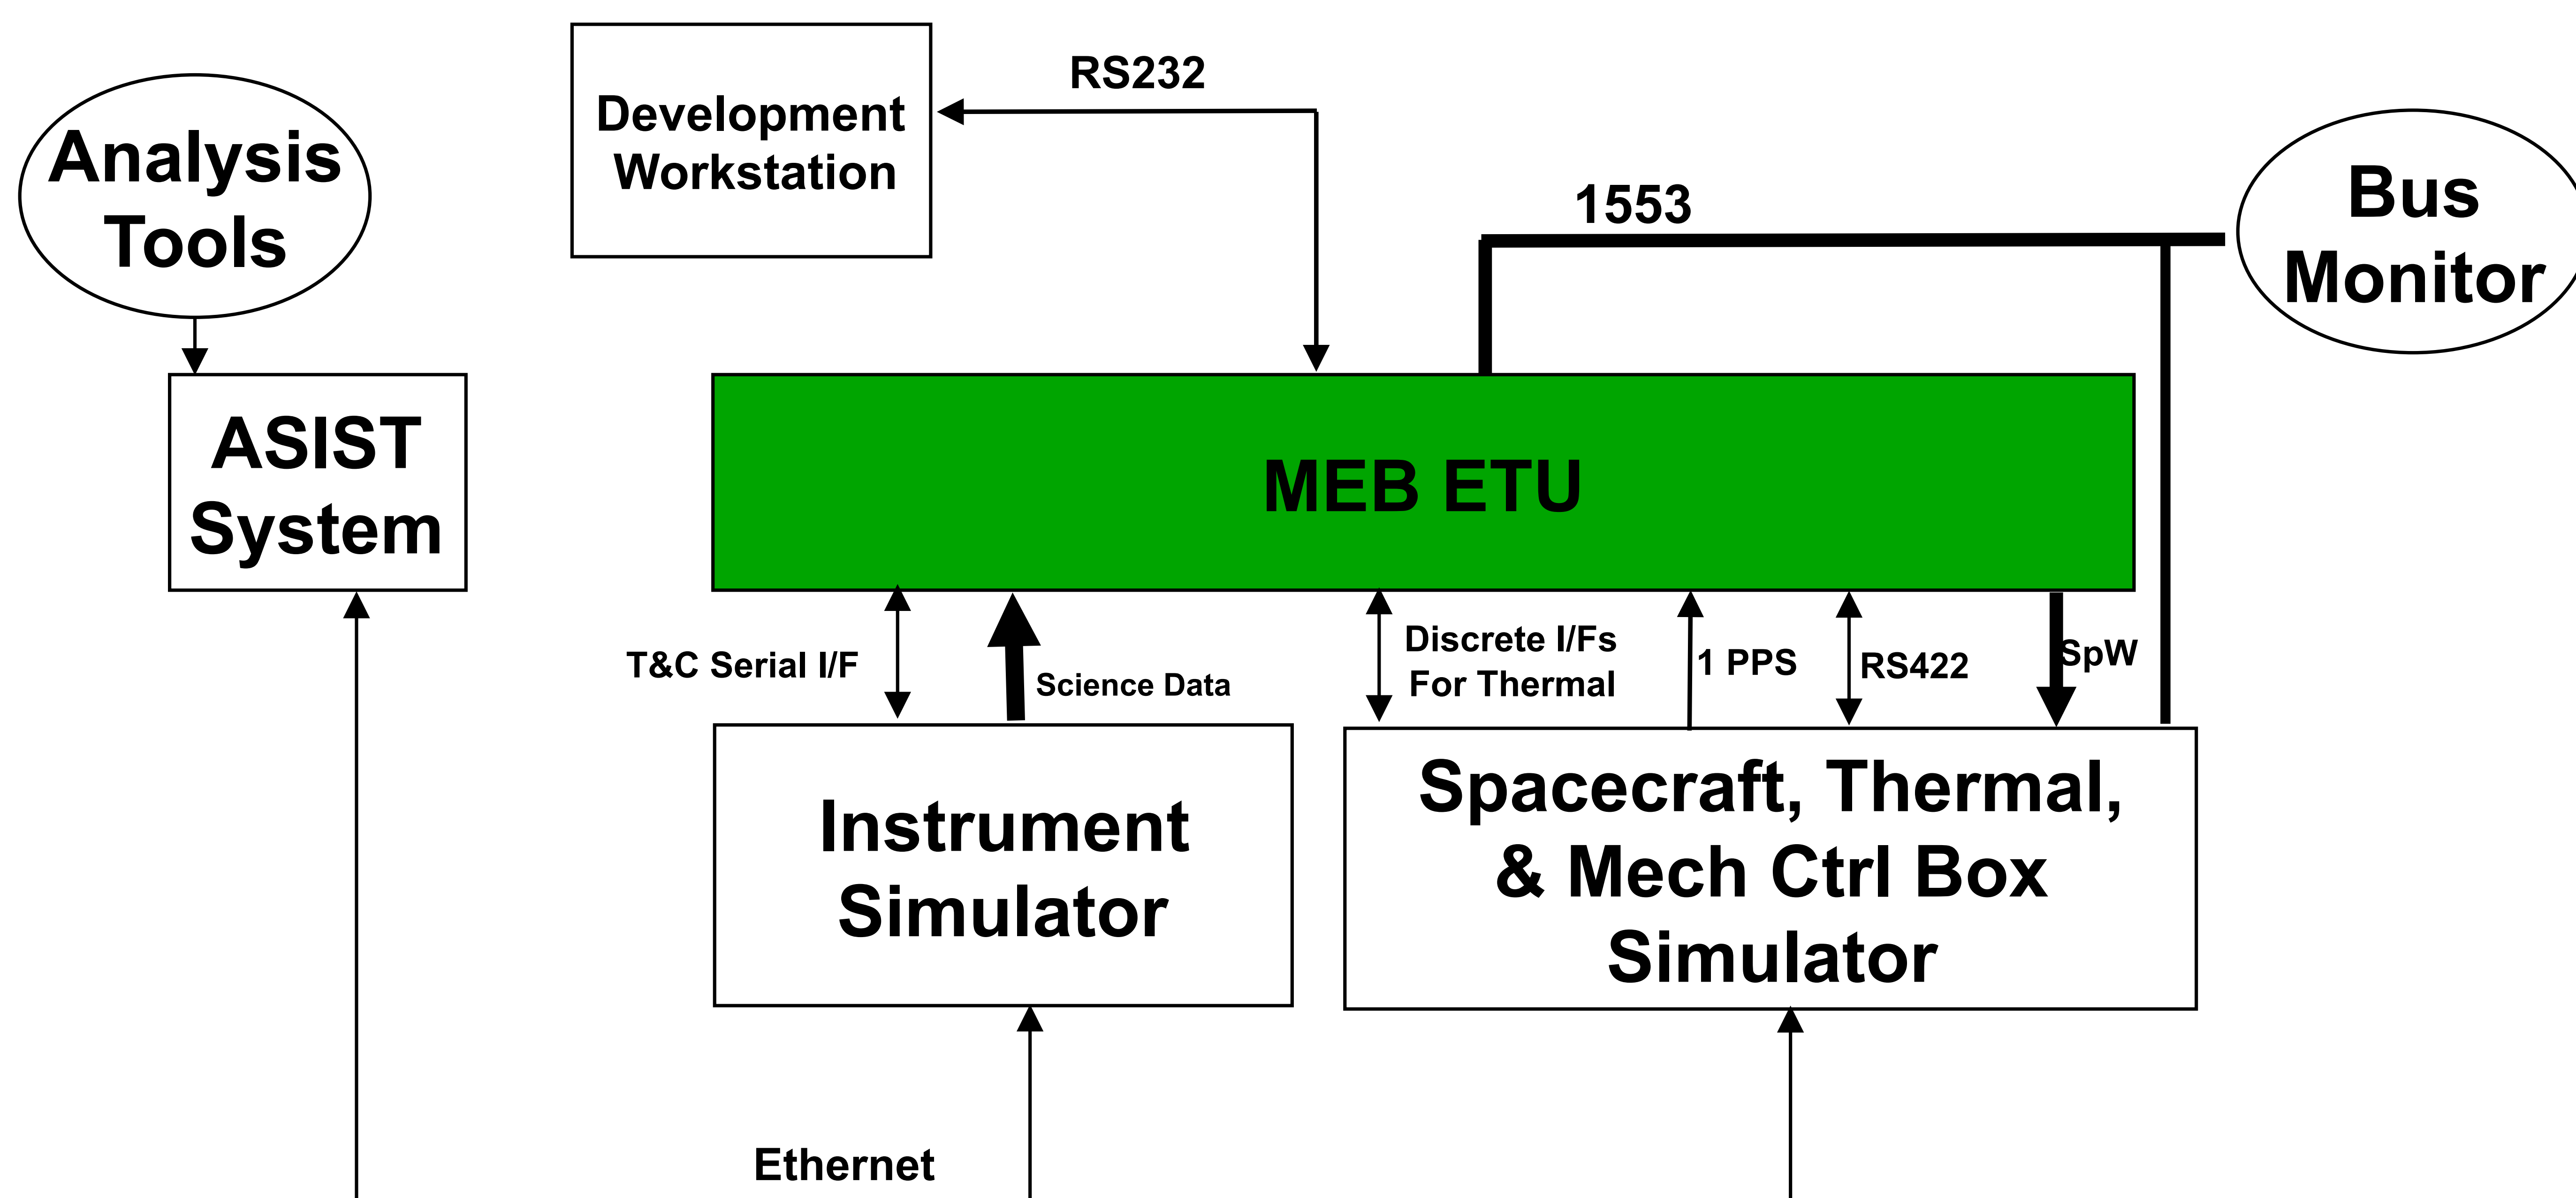 Analysis
Tools
Development
Workstation
RS232
1553
Bus
Monitor
ASIST
System
MEB ETU
T&C Serial I/F
Science Data
Discrete I/Fs
For Thermal
1 PPS
RS422
SpW
Instrument
Simulator
Spacecraft, Thermal,
& Mech Ctrl Box
Simulator
Ethernet